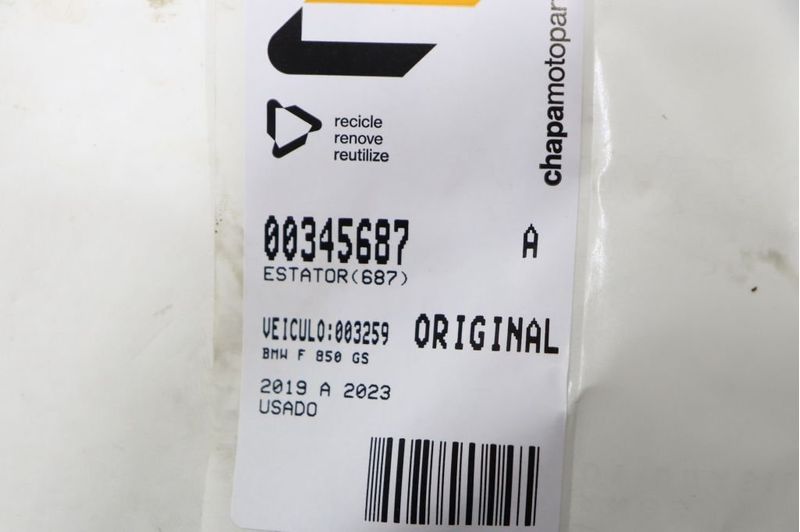 recicle
renove
reutilize
chapamotopar
00345687 A
ESTATOR(687)
VEICULO:003259 ORIGINAL
BMW F 850 GS
2019 A 2023
USADO